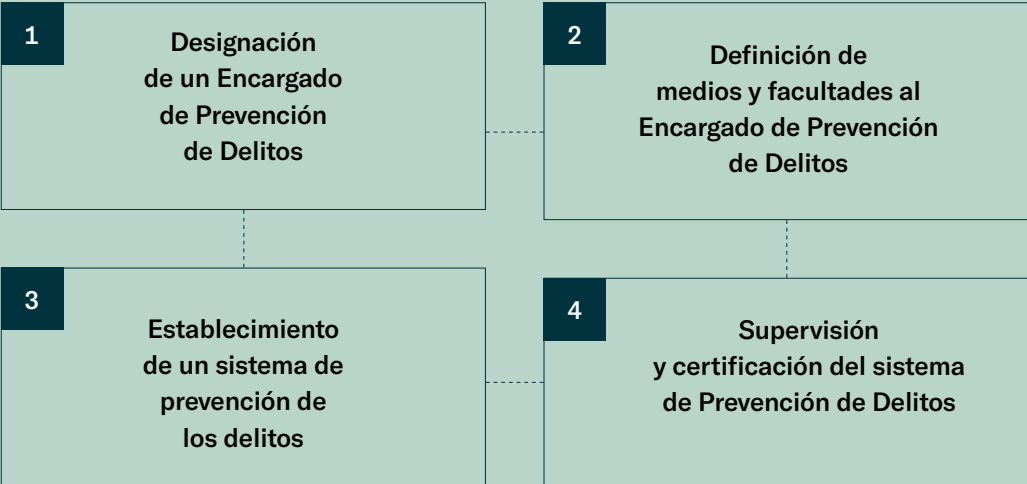 1
Designación
de un Encargado
de Prevención
de Delitos
2
Definición de
medios y facultades al
Encargado de Prevención
de Delitos
3
Establecimiento
de un sistema de
prevención de
los delitos
4
Supervisión
y certificación del sistema
de Prevención de Delitos